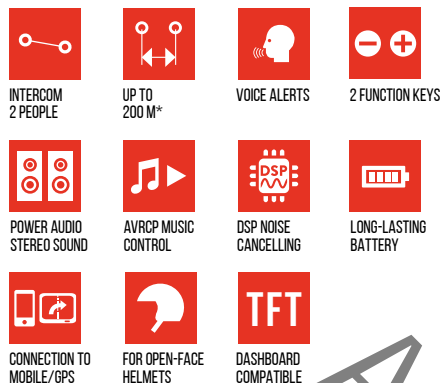 INTERCOM
2 PEOPLE
UP TO
200 M*
VOICE ALERTS
2 FUNCTION KEYS
POWER AUDIO
STEREO SOUND
AVRCP MUSIC
CONTROL
DSP
DSP NOISE
CANCELLING
LONG-LASTING
BATTERY
CONNECTION TO
MOBILE/GPS
FOR OPEN-FACE
HELMETS
TFT
DASHBOARD
COMPATIBLE